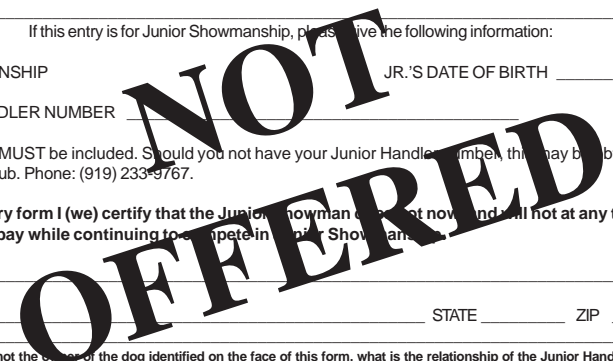 If this entry is for Junior Showmanship, please give the following information:
NSHIP JR.'S DATE OF BIRTH
DLER NUMBER
MUST be included. Should you not have your Junior Handler number, this may be
ub. Phone: (919) 233-9767.
ry form I (we) certify that the Junior Showman does not now and will not at any
pay while continuing to compete in Junior Showmanship.
STATE ZIP
not the owner of the dog identified on the face of this form, what is the relationship of the Junior Hand
NOT
OFFERED